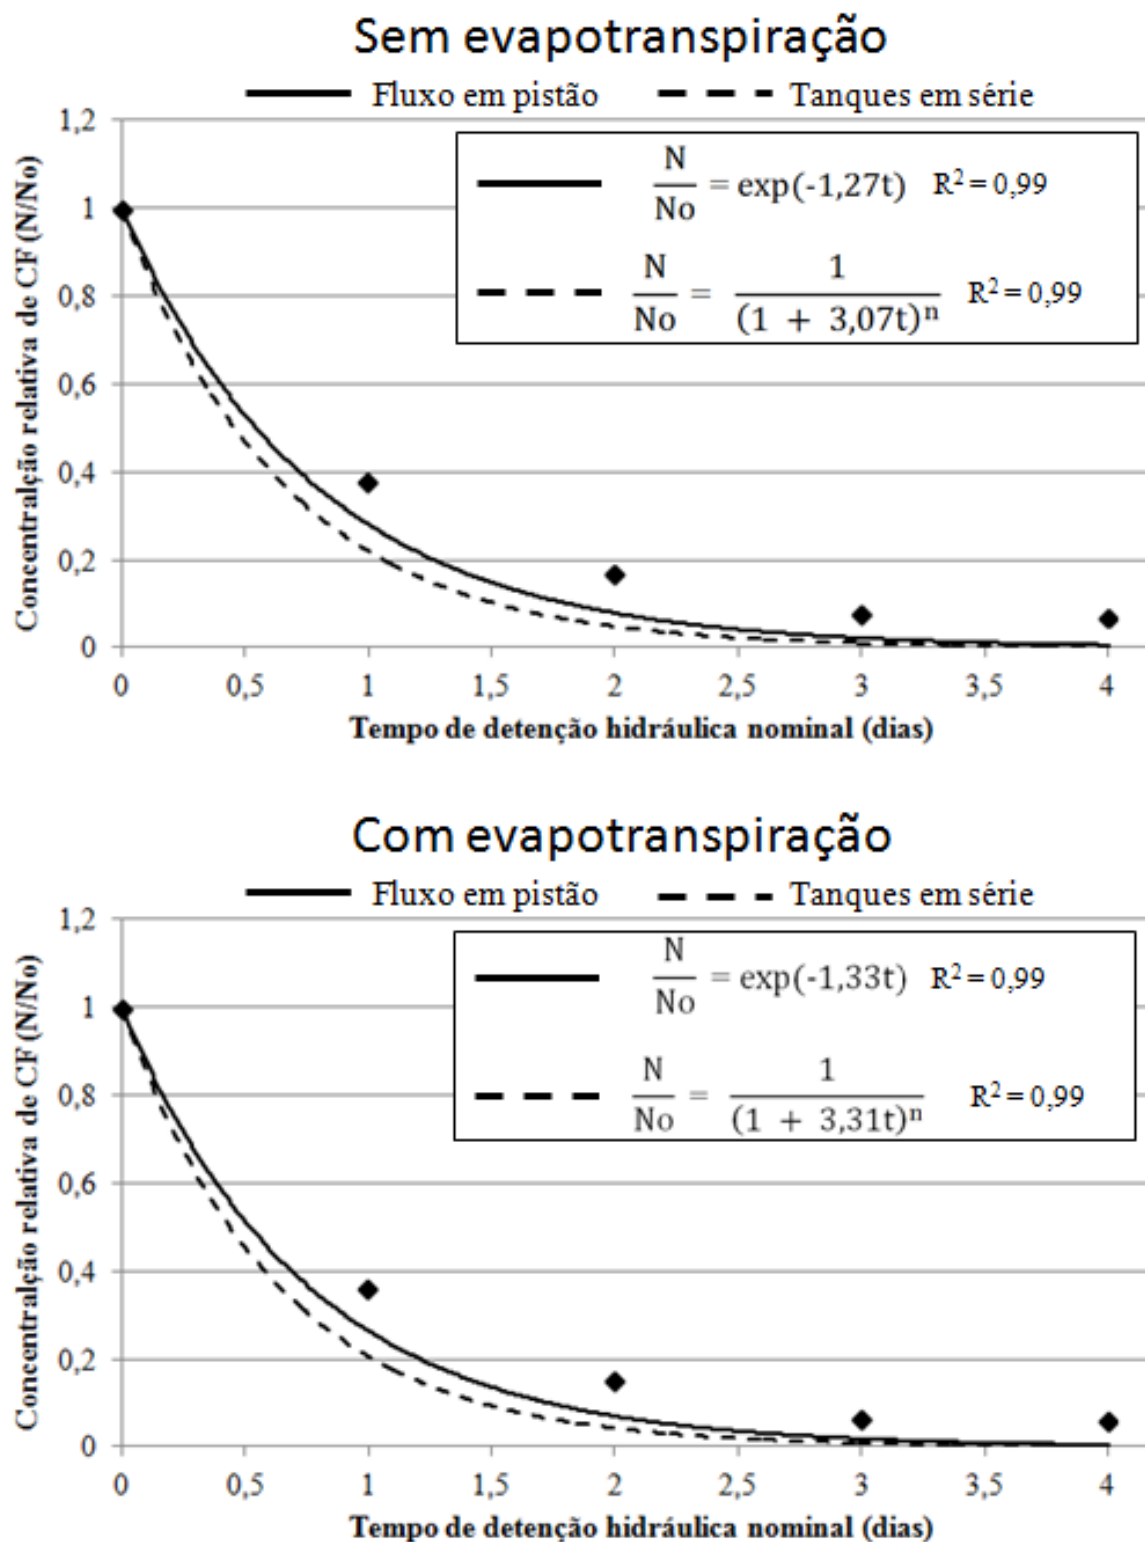 Sem evapotranspiração
Fluxo em pistão Tanques em série
1,2
1
0,8
0,6
0,4
0,2
0
N/No = exp(-1,27t) R² = 0,99
N/No = 1/(1 + 3,07t)ⁿ R² = 0,99
Concentralção relativa de CF (N/No)
0 0,5 1 1,5 2 2,5 3 3,5 4
Tempo de detenção hidráulica nominal (dias)
Com evapotranspiração
Fluxo em pistão Tanques em série
1,2
1
0,8
0,6
0,4
0,2
0
N/No = exp(-1,33t) R² = 0,99
N/No = 1/(1 + 3,31t)ⁿ R² = 0,99
Concentralção relativa de CF (N/No)
0 0,5 1 1,5 2 2,5 3 3,5 4
Tempo de detenção hidráulica nominal (dias)